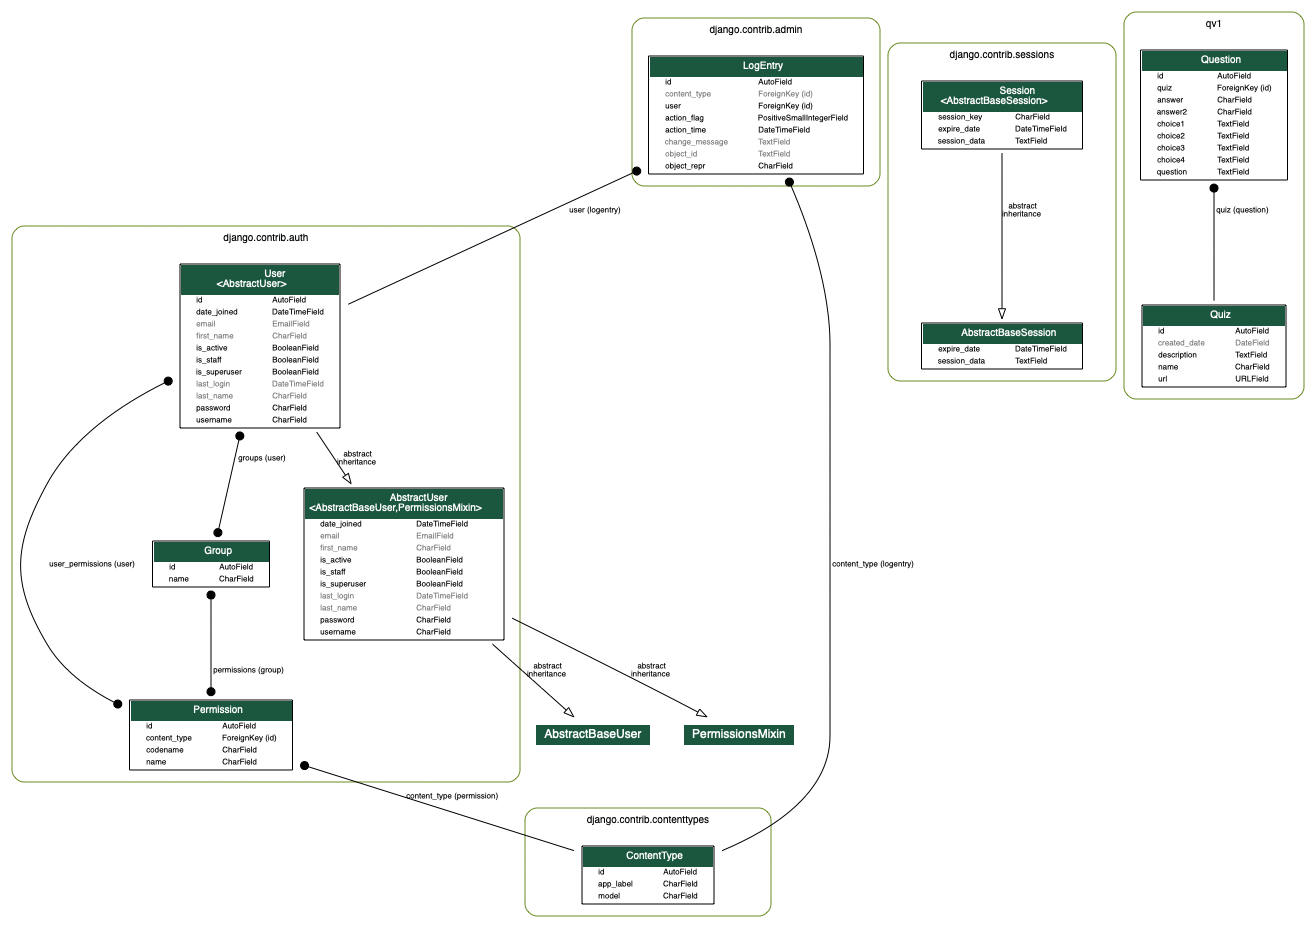 django.contrib.admin
LogEntry
id AutoField
content_type ForeignKey (id)
user ForeignKey (id)
action_flag PositiveSmallIntegerField
action_time DateTimeField
change_message TextField
object_id TextField
object_repr CharField
django.contrib.sessions
Session
<AbstractBaseSession>
session_key CharField
expire_date DateTimeField
session_data TextField
abstract
inheritance
AbstractBaseSession
expire_date DateTimeField
session_data TextField
qv1
Question
id AutoField
quiz ForeignKey (id)
answer CharField
answer2 CharField
choice1 TextField
choice2 TextField
choice3 TextField
choice4 TextField
question TextField
quiz (question)
Quiz
id AutoField
created_date DateField
description TextField
name CharField
url URLField
user (logentry)
django.contrib.auth
User
<AbstractUser>
id AutoField
date_joined DateTimeField
email EmailField
first_name CharField
is_active BooleanField
is_staff BooleanField
is_superuser BooleanField
last_login DateTimeField
last_name CharField
password CharField
username CharField
groups (user)
abstract
inheritance
AbstractUser
<AbstractBaseUser,PermissionsMixin>
date_joined DateTimeField
email EmailField
first_name CharField
is_active BooleanField
is_staff BooleanField
is_superuser BooleanField
last_login DateTimeField
last_name CharField
password CharField
username CharField
Group
id AutoField
name CharField
user_permissions (user)
content_type (logentry)
permissions (group)
abstract
inheritance
abstract
inheritance
Permission
id AutoField
content_type ForeignKey (id)
codename CharField
name CharField
AbstractBaseUser
PermissionsMixin
content_type (permission)
django.contrib.contenttypes
ContentType
id AutoField
app_label CharField
model CharField